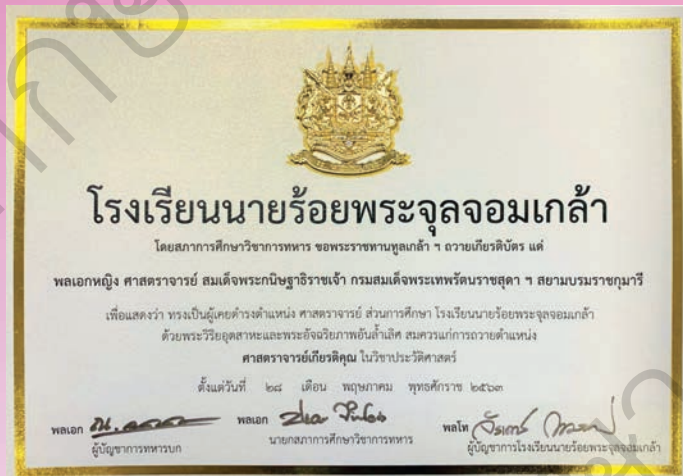 โรงเรียนนายร้อยพระจุลจอมเกล้า
โดยสภาการศึกษาวิชาการทหาร ขอพระราชทานทูลเกล้า ฯ ถวายเกียรติบัตร แด่
พลเอกหญิง ศาสตราจารย์ สมเด็จพระกนิษฐาธิราชเจ้า กรมสมเด็จพระเทพรัตนราชสุดา ฯ สยามบรมราชกุมารี
เพื่อแสดงว่า ทรงเป็นผู้เคยดำรงตำแหน่ง ศาสตราจารย์ ส่วนการศึกษา โรงเรียนนายร้อยพระจุลจอมเกล้า
ด้วยพระวิริยอุตสาหะและพระอัจฉริยภาพอันล้ำเลิศ สมควรแก่การถวายตำแหน่ง
ศาสตราจารย์เกียรติคุณ ในวิชาประวัติศาสตร์
ตั้งแต่วันที่ ๒๘ เดือน พฤษภาคม พุทธศักราช ๒๕๖๓
พลเอก พลเอก พลโท
ผู้บัญชาการทหารบก นายกสภาการศึกษาวิชาการทหาร ผู้บัญชาการโรงเรียนนายร้อยพระจุลจอมเกล้า